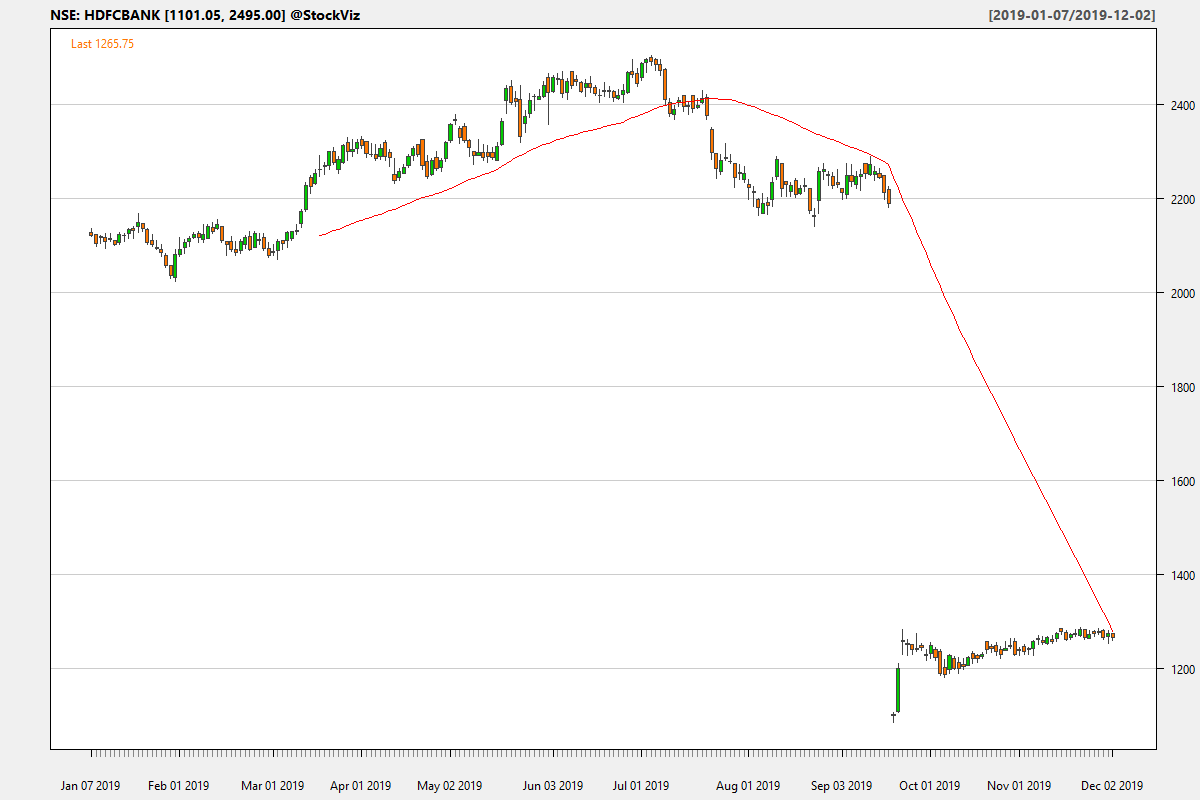 NSE: HDFCBANK [1101.05, 2495.00] @StockViz
[2019-01-07/2019-12-02]
Last 1265.75
2400
2200
2000
1800
1600
1400
1200
Jan 07 2019 Feb 01 2019 Mar 01 2019 Apr 01 2019 May 02 2019 Jun 03 2019 Jul 01 2019 Aug 01 2019 Sep 03 2019 Oct 01 2019 Nov 01 2019 Dec 02 2019